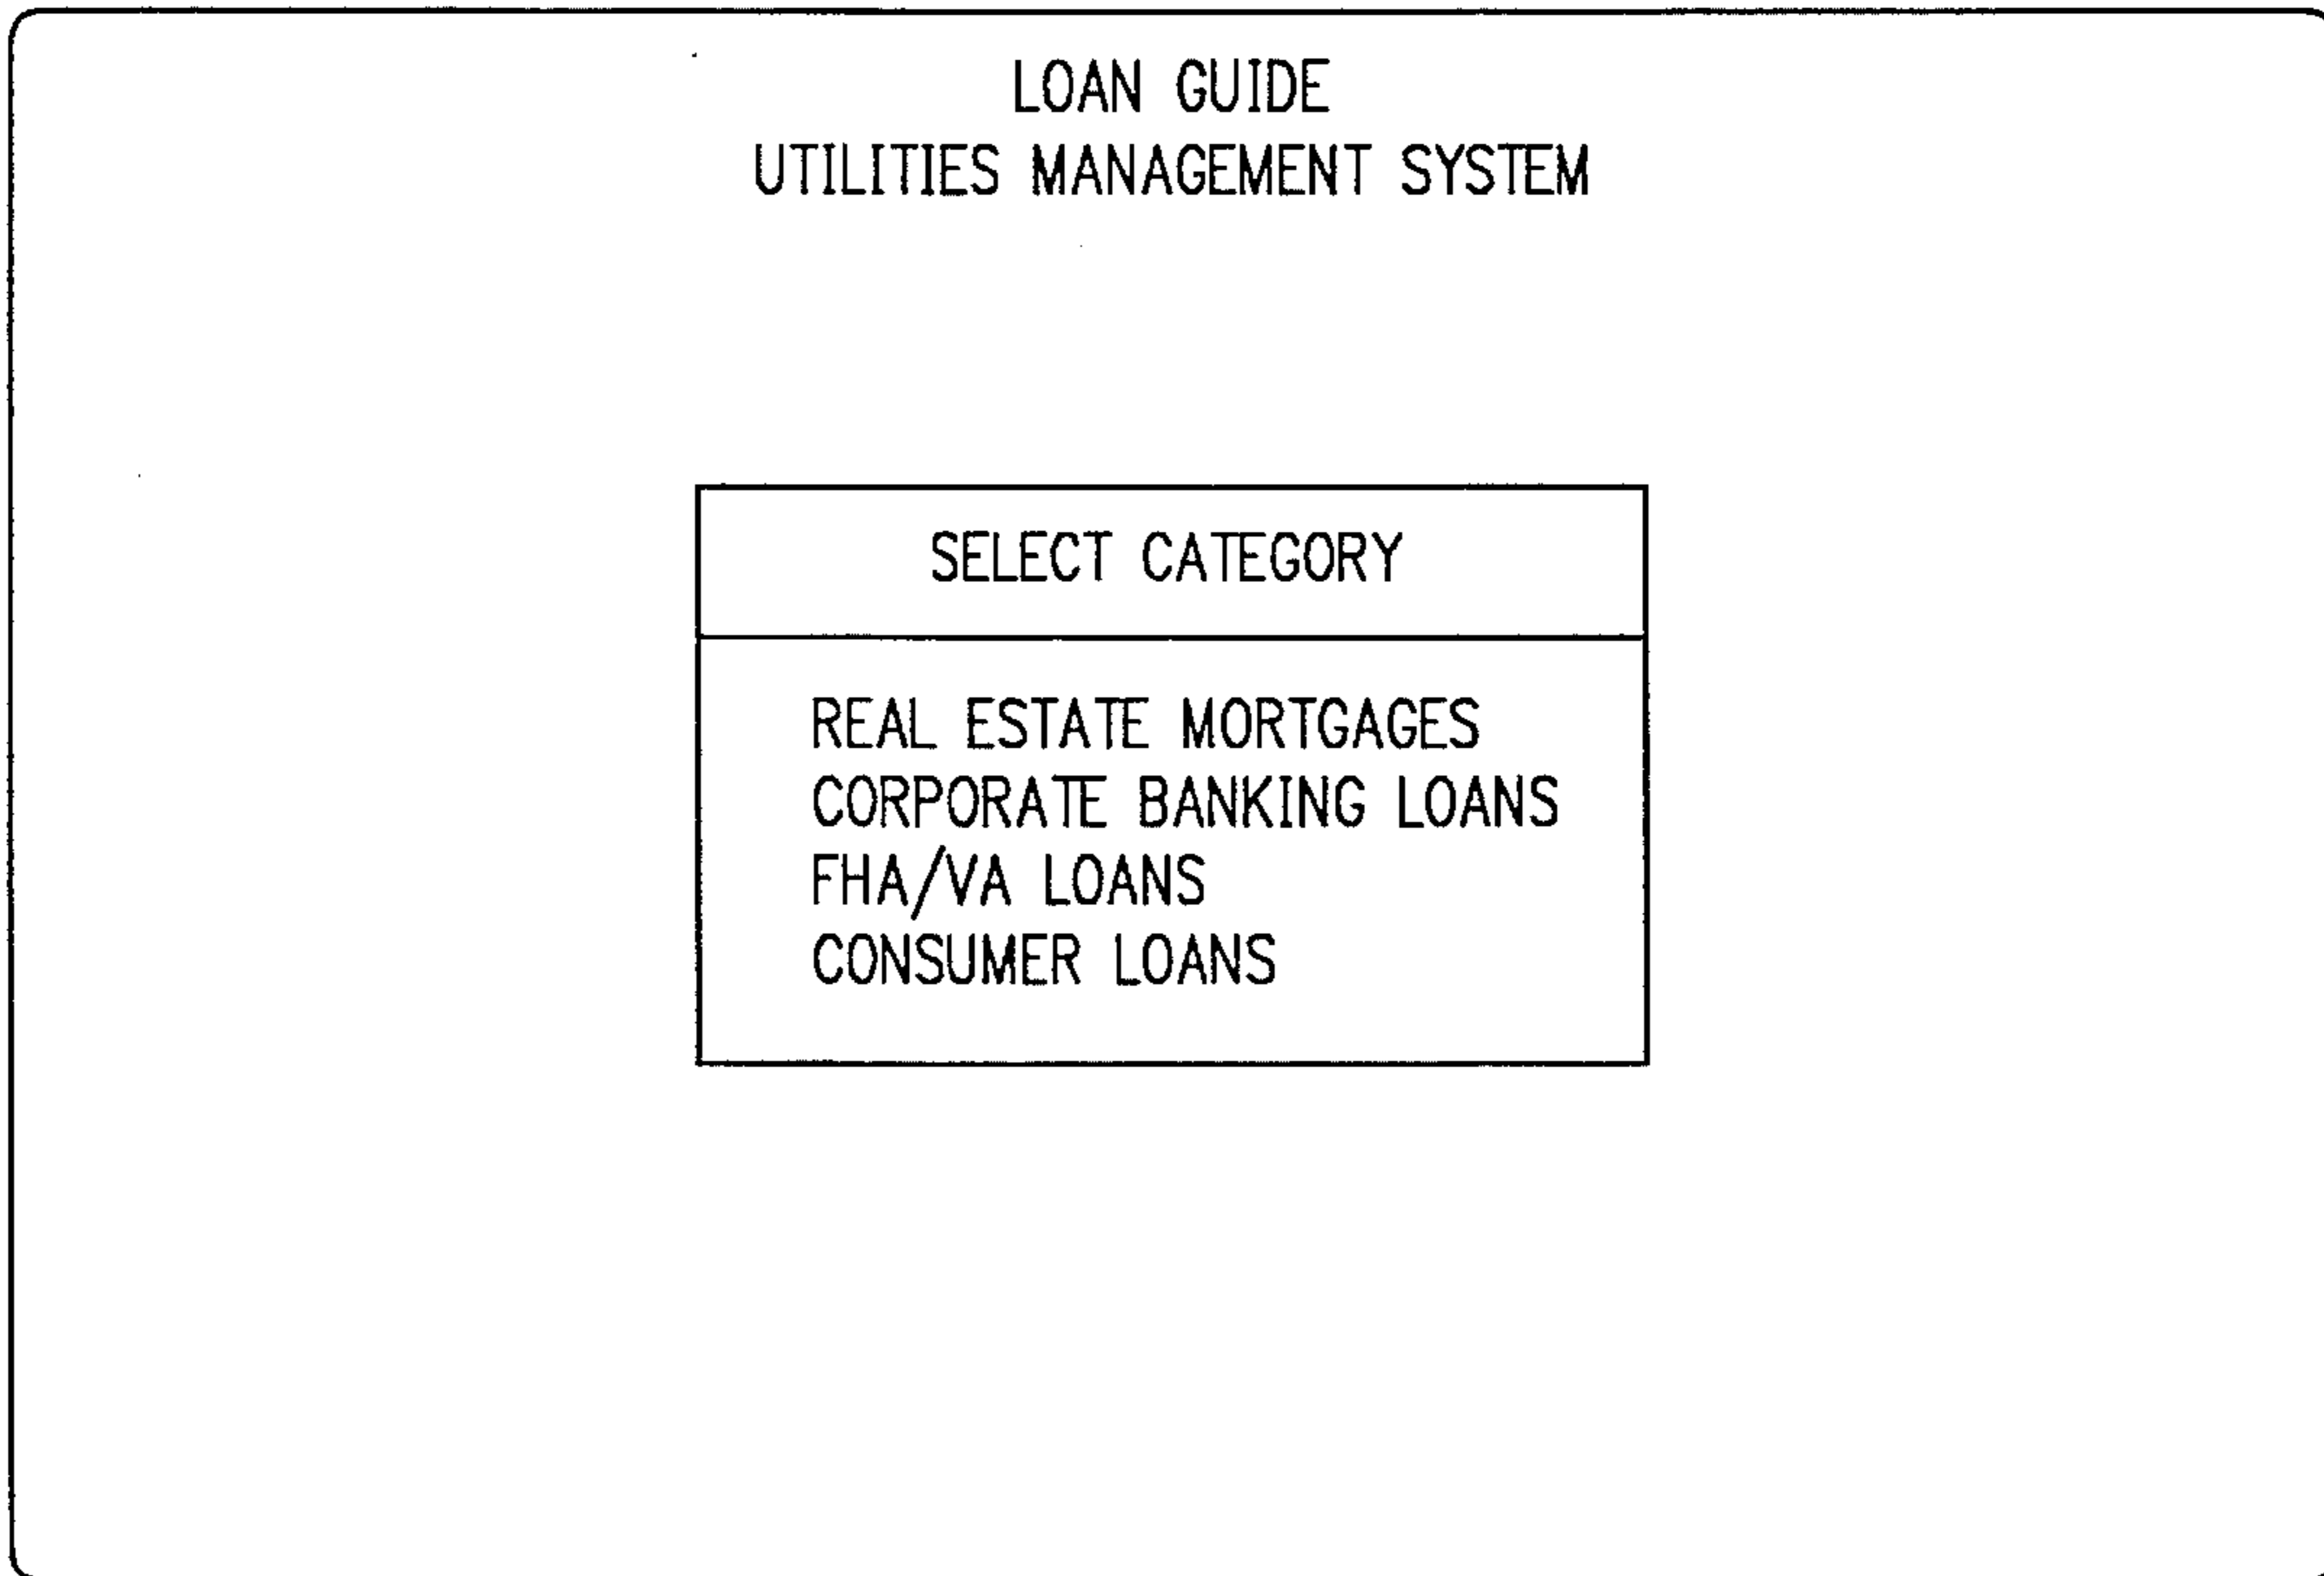 LOAN GUIDE
UTILITIES MANAGEMENT SYSTEM
SELECT CATEGORY
REAL ESTATE MORTGAGES
CORPORATE BANKING LOANS
FHA/VA LOANS
CONSUMER LOANS